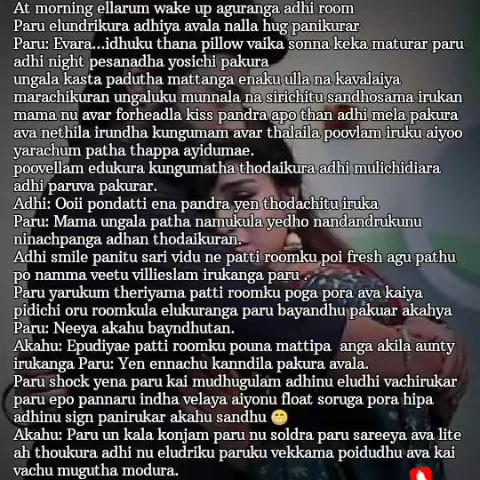 At morning ellarum wake up aguranga adhi room
Paru elundrikura adhiya avala nalla hug panikurar
Paru: Evara...idhuku thana pillow vaika sonna keka maturar paru
adhi night pesanadha yosichi pakura
ungala kasta padutha mattanga enaku ulla na kavalaiya
marachikuran ungaluku munnala na sirichitu sandhosama irukan
mama nu avar forheadla kiss pandra apo than adhi mela pakura
ava nethila irundha kungumam avar thalaila poovlam iruku aiyoo
yarachum patha thappa ayidumae.
poovellam edukura kungumatha thodaikura adhi mulichidiara
adhi paruva pakurar.
Adhi: Ooii pondatti ena pandra yen thodachitu iruka
Paru: Mama ungala patha namukula yedho nandandrukunu
ninachpanga adhan thodaikuran.
Adhi smile panitu sari vidu ne patti roomku poi fresh agu pathu
po namma veetu villieslam irukanga paru .
Paru yarukum theriyama patti roomku poga pora ava kaiya
pidichi oru roomkula elukuranga paru bayandhu pakuar akahya
Paru: Neeya akahu bayndhutan.
Akahu: Epudiyae patti roomku pouna mattipa  anga akila aunty
irukanga Paru: Yen ennachu kanndila pakura avala.
Paru shock yena paru kai mudhugulam adhinu eludhi vachirukar
paru epo pannaru indha velaya aiyonu float soruga pora hipa
adhinu sign panirukar akahu sandhu 😁
Akahu: Paru un kala konjam paru nu soldra paru sareeya ava lite
ah thoukura adhi nu eludriku paruku vekkama poidudhu ava kai
vachu mugutha modura.